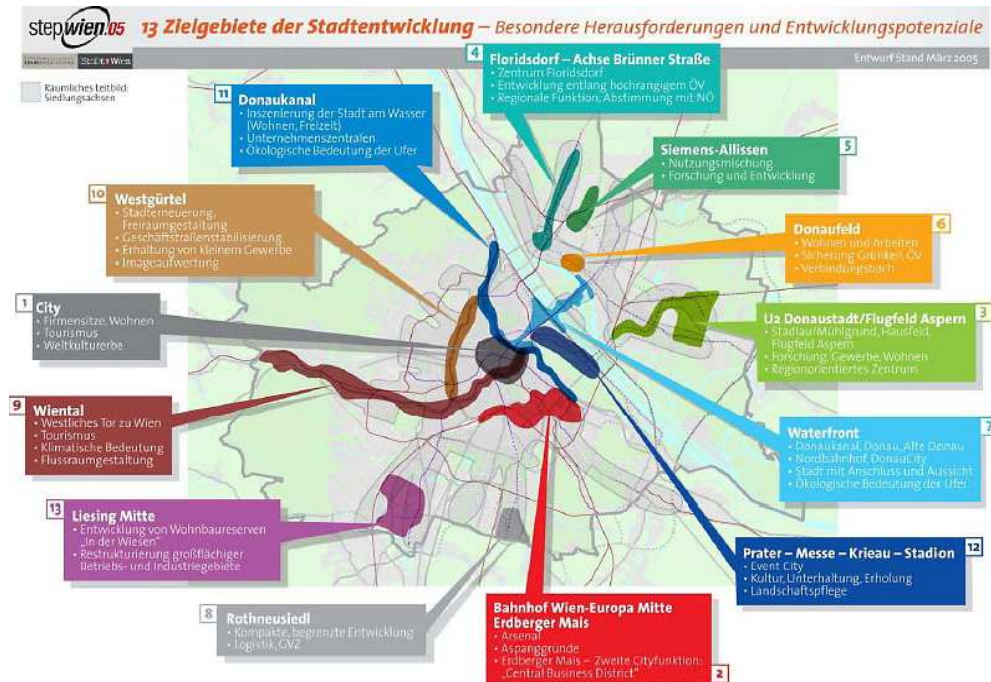 stepwien.05
13 Zielgebiete der Stadtentwicklung – Besondere Herausforderungen und Entwicklungspotenziale
Stadt Wien
Entwurf Stand März 2005
Räumliches Leitbild:
Siedlungsachsen
4
Floridsdorf – Achse Brünner Straße
• Zentrum Floridsdorf
• Entwicklung entlang hochrangigem ÖV
• Regionale Funktion, Abstimmung mit NÖ
11
Donaukanal
• Inszenierung der Stadt am Wasser
(Wohnen, Freizeit)
• Unternehmenszentralen
• Ökologische Bedeutung der Ufer
5
Siemens-Allissen
• Nutzungsmischung
• Forschung und Entwicklung
10
Westgürtel
• Stadterneuerung,
Freiraumgestaltung
• Geschäftstraßenstabilisierung
• Erhaltung von kleinem Gewerbe
• Imageaufwertung
6
Donaufeld
• Wohnen und Arbeiten
• Sicherung Grünkeil, ÖV
• Verbindungsbach
1
City
• Firmensitze, Wohnen
• Tourismus
• Weltkulturerbe
3
U2 Donaustadt/Flugfeld Aspern
• Stadlau/Mühlgrund, Hausfeld,
Flugfeld Aspern
• Forschung, Gewerbe, Wohnen
• Regionorientiertes Zentrum
9
Wiental
• Westliches Tor zu Wien
• Tourismus
• Klimatische Bedeutung
• Flussraumgestaltung
7
Waterfront
• Donaukanal, Donau, Alte Donau
• Nordbahnhof, DonauCity
• Stadt mit Anschluss und Aussicht
• Ökologische Bedeutung der Ufer
13
Liesing Mitte
• Entwicklung von Wohnbaureserven
„In der Wiesen“
• Restrukturierung großflächiger
Betriebs- und Industriegebiete
12
Prater – Messe – Krieau – Stadion
• Event City
• Kultur, Unterhaltung, Erholung
• Landschaftspflege
8
Rothneusiedl
• Kompakte, begrenzte Entwicklung
• Logistik, GVZ
Bahnhof Wien-Europa Mitte
Erdberger Mais
• Arsenal
• Aspanggründe
• Erdberger Mais – Zweite Cityfunktion:
„Central Business District“
2